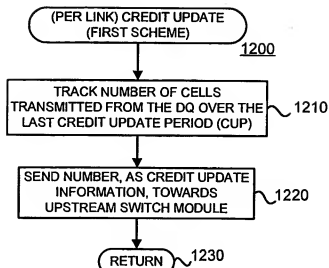 (PER LINK) CREDIT UPDATE
(FIRST SCHEME)
1200
TRACK NUMBER OF CELLS
TRANSMITTED FROM THE DQ OVER THE
LAST CREDIT UPDATE PERIOD (CUP)
1210
SEND NUMBER, AS CREDIT UPDATE
INFORMATION, TOWARDS
UPSTREAM SWITCH MODULE
1220
RETURN
1230